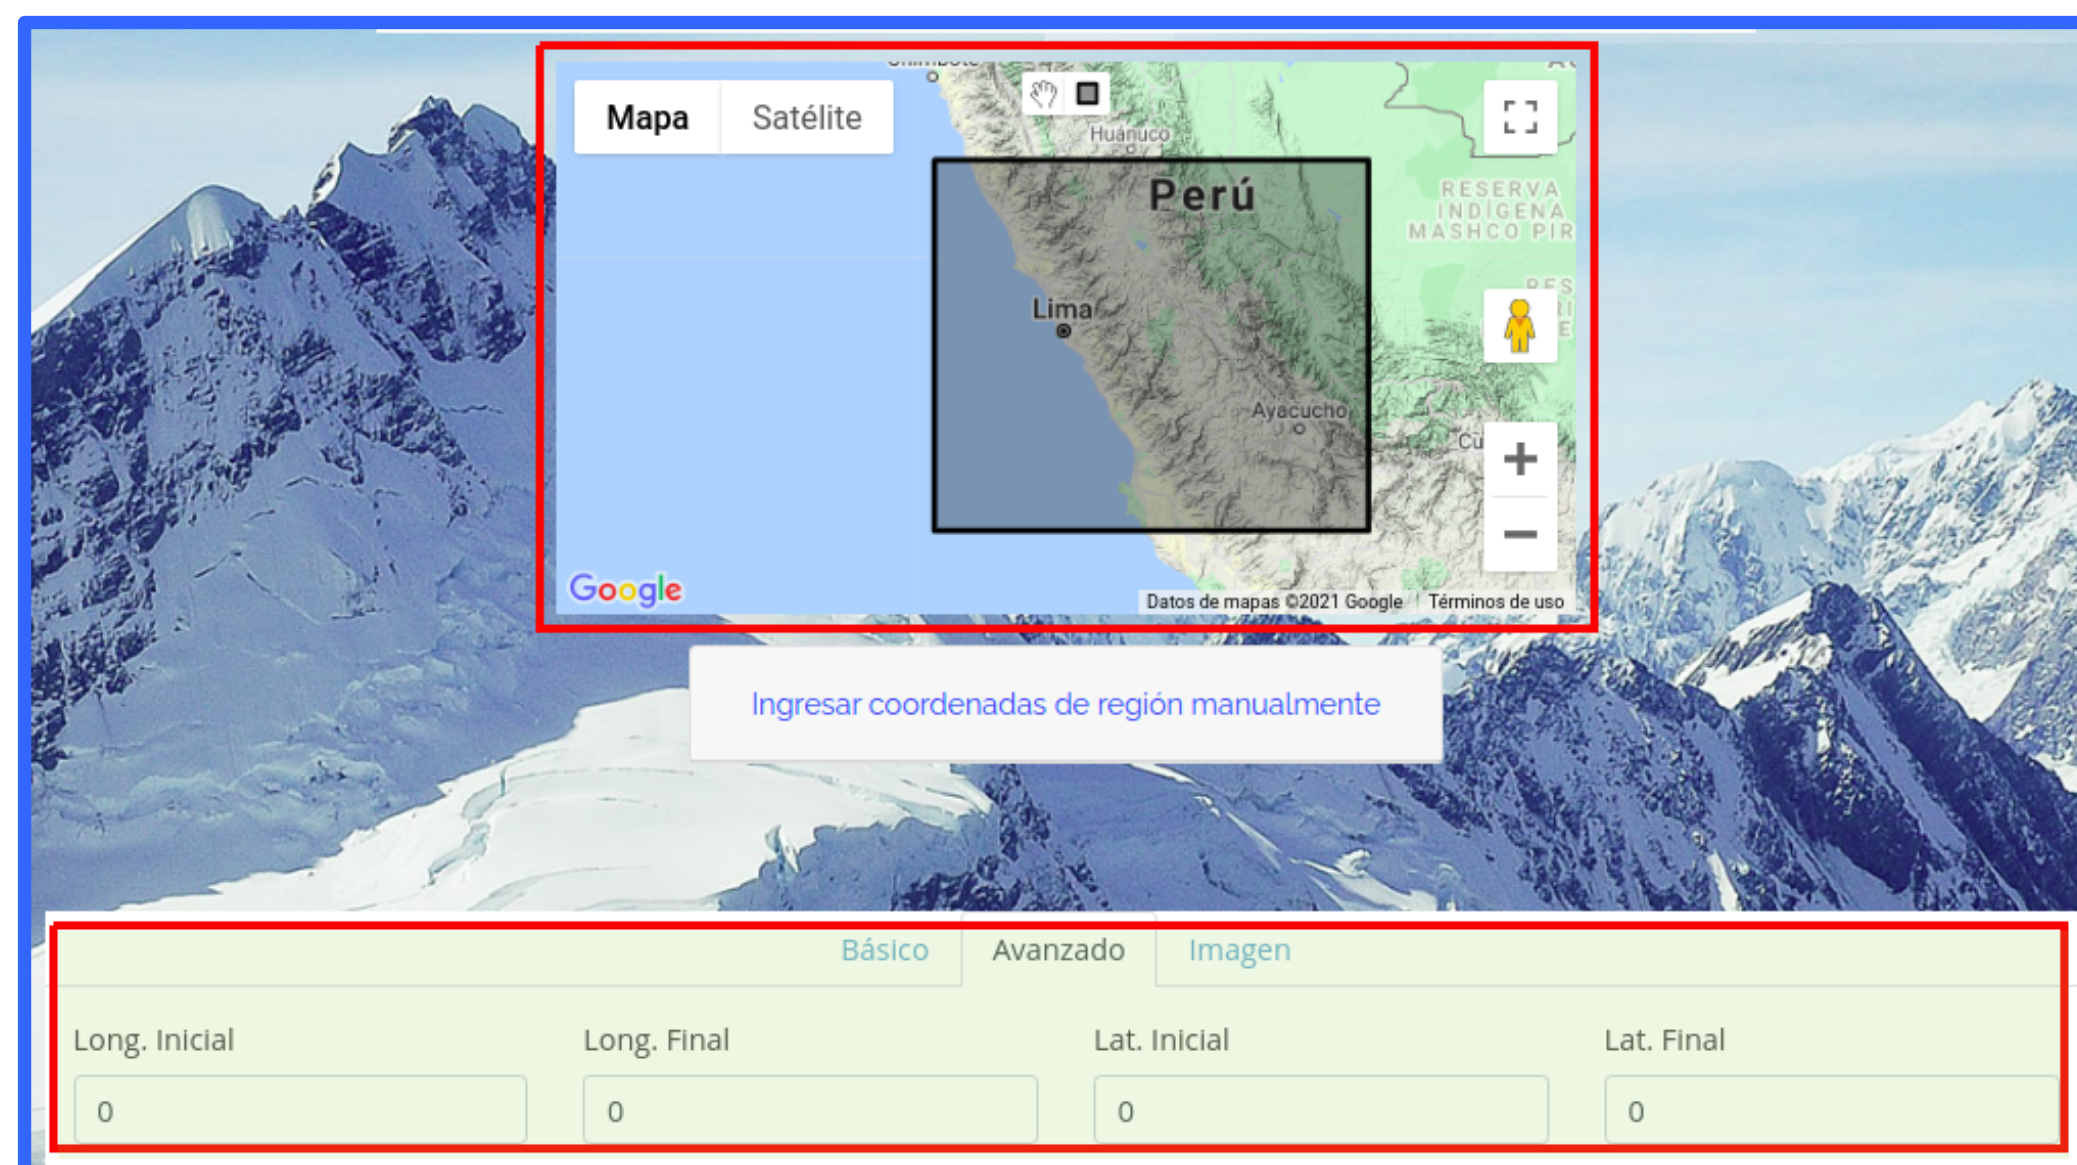 Mapa Satélite
Huánuco
Perú
RESERVA
INDÍGENA
MASHCO PIR
RES
Lima
Ayacucho
Cu
Google
Datos de mapas ©2021 Google Términos de uso
Ingresar coordenadas de región manualmente
Básico Avanzado Imagen
Long. Inicial Long. Final Lat. Inicial Lat. Final
0 0 0 0